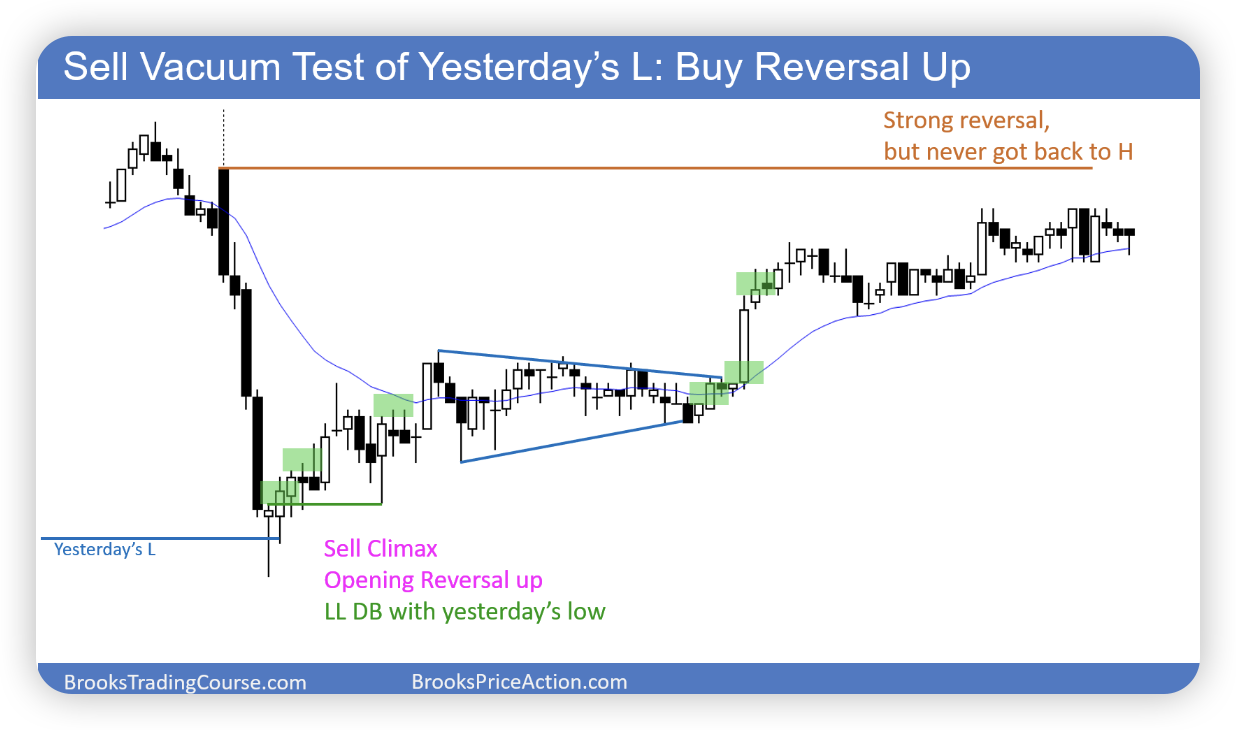 Sell Vacuum Test of Yesterday’s L: Buy Reversal Up
Strong reversal,
but never got back to H
Yesterday’s L
Sell Climax
Opening Reversal up
LL DB with yesterday’s low
BrooksTradingCourse.com
BrooksPriceAction.com